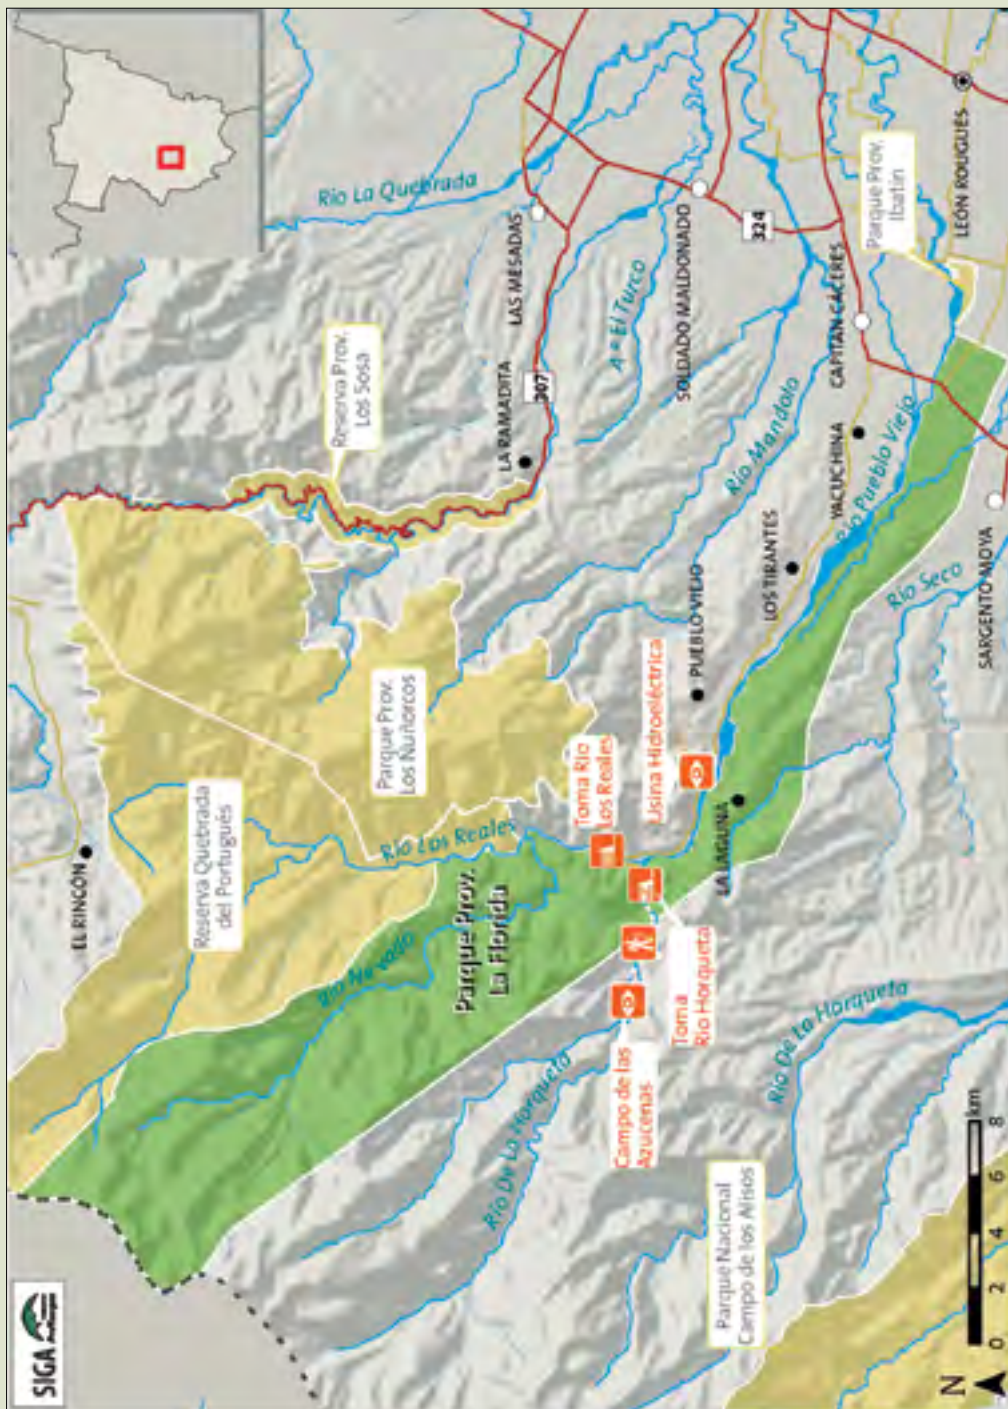 SIGA
EL RINCÓN
Reserva Quebrada
del Portugués
Parque Prov.
Los Nuñorcos
Reserva Prov.
Los Sosa
Río La Quebrada
LAS MESADAS
LA RAMADITA
307
Aº El Turco
SOLDADO MALDONADO
324
Río Los Reales
Río Nevado
Parque Prov.
La Florida
Toma Río
Los Reales
Usina Hidroeléctrica
PUEBLO VIEJO
Río Mandolo
LOS TIRANTES
YACUCHINA
CAPITÁN CÁCERES
Parque Prov.
Ibatín
LEÓN ROUGUÉS
Río Pueblo Viejo
Río De La Horqueta
Campo de las
Azucenas
Toma
Río Horqueta
LA LAGUNA
Río Seco
SARGENTO MOYA
Río De La Horqueta
Parque Nacional
Campo de los Alisos
N
0 2 4 6 8
km